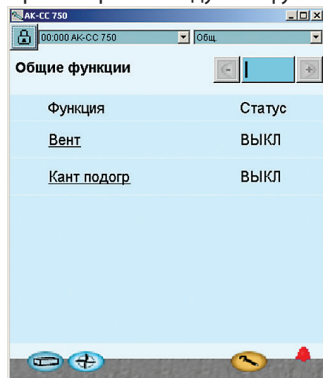 AK-CC 750
00:000 AK-CC 750 Общ.
Общие функции
Функция Статус
Вент ВЫКЛ
Кант подогр ВЫКЛ